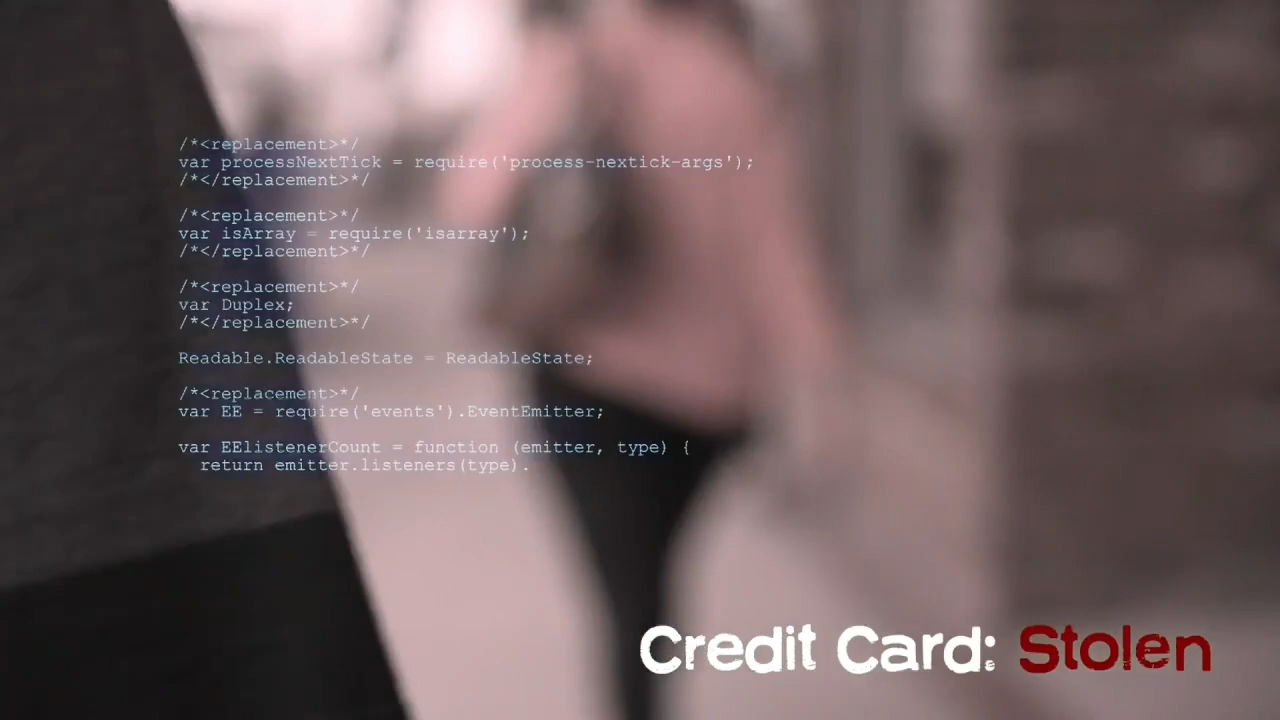 /*<replacement>*/
var processNextTick = require('process-nextick-args');
/*</replacement>*/
/*<replacement>*/
var isArray = require('isarray');
/*</replacement>*/
/*<replacement>*/
var Duplex;
/*</replacement>*/
Readable.ReadableState = ReadableState;
/*<replacement>*/
var EE = require('events').EventEmitter;
var EElistenerCount = function (emitter, type) {
  return emitter.listeners(type).
Credit Card: Stolen